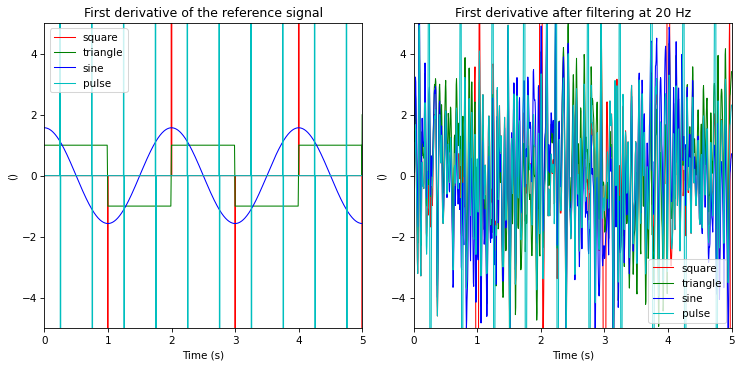 First derivative of the reference signal
square
triangle
sine
pulse
4
2
0
−2
−4
()
0
1
2
3
4
5
Time (s)
First derivative after filtering at 20 Hz
4
2
0
−2
−4
()
square
triangle
sine
pulse
0
1
2
3
4
5
Time (s)